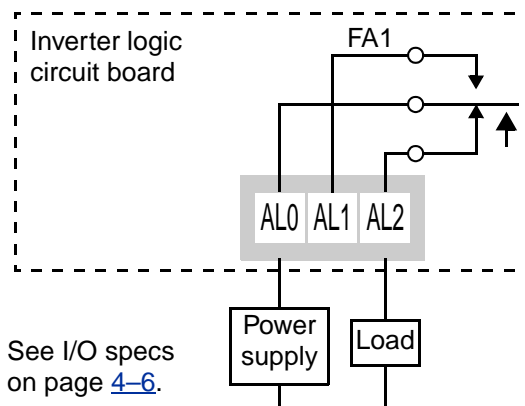 Inverter logic
circuit board
FA1
AL0 AL1 AL2
Power
supply
Load
See I/O specs
on page 4–6.